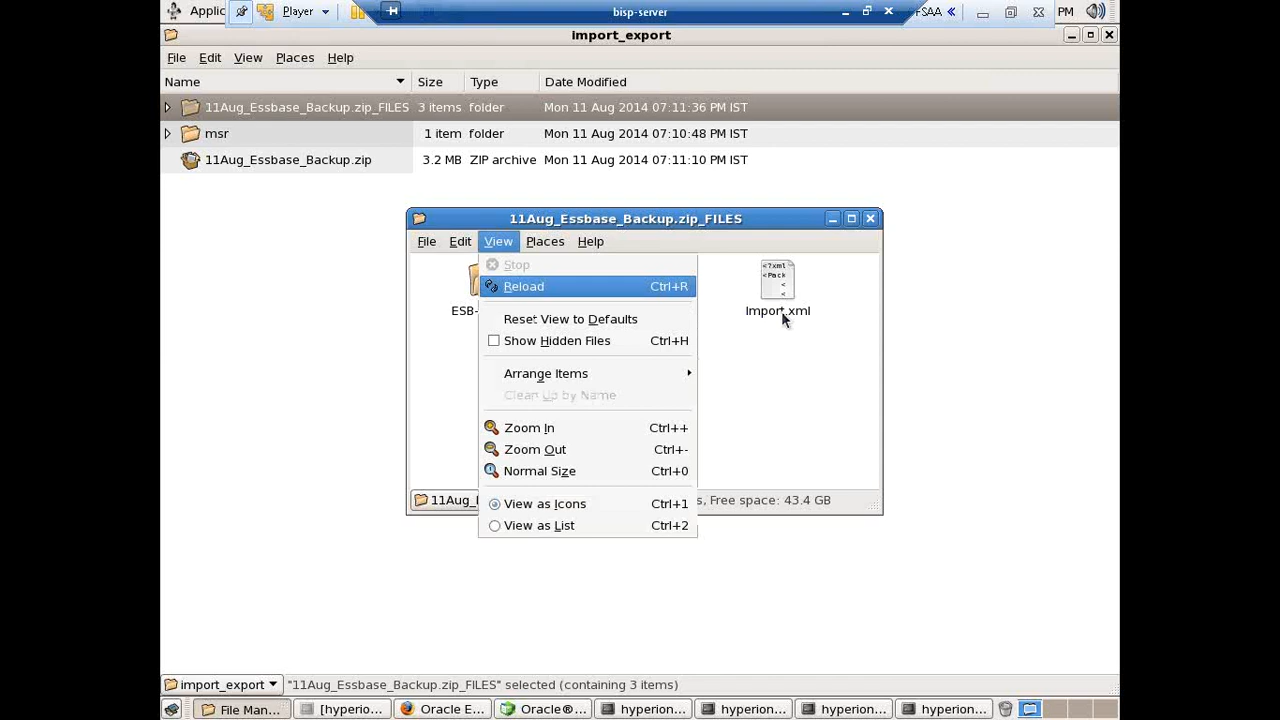 Applic
Player
bisp-server
FSAA
PM
import_export
File Edit View Places Help
Name Size Type Date Modified
11Aug_Essbase_Backup.zip_FILES 3 items folder Mon 11 Aug 2014 07:11:36 PM IST
msr 1 item folder Mon 11 Aug 2014 07:10:48 PM IST
11Aug_Essbase_Backup.zip 3.2 MB ZIP archive Mon 11 Aug 2014 07:11:10 PM IST
11Aug_Essbase_Backup.zip_FILES
File Edit View Places Help
Stop
Reload Ctrl+R
Reset View to Defaults
Show Hidden Files Ctrl+H
Arrange Items
Clean Up by Name
Zoom In Ctrl++
Zoom Out Ctrl+-
Normal Size Ctrl+0
View as Icons Ctrl+1
View as List Ctrl+2
ESB-
<?xml
<Pack
<
<
Import.xml
11Aug_
s, Free space: 43.4 GB
import_export "11Aug_Essbase_Backup.zip_FILES" selected (containing 3 items)
File Man... [hyperio... Oracle E... Oracle®... hyperion... hyperion... hyperion... hyperion...